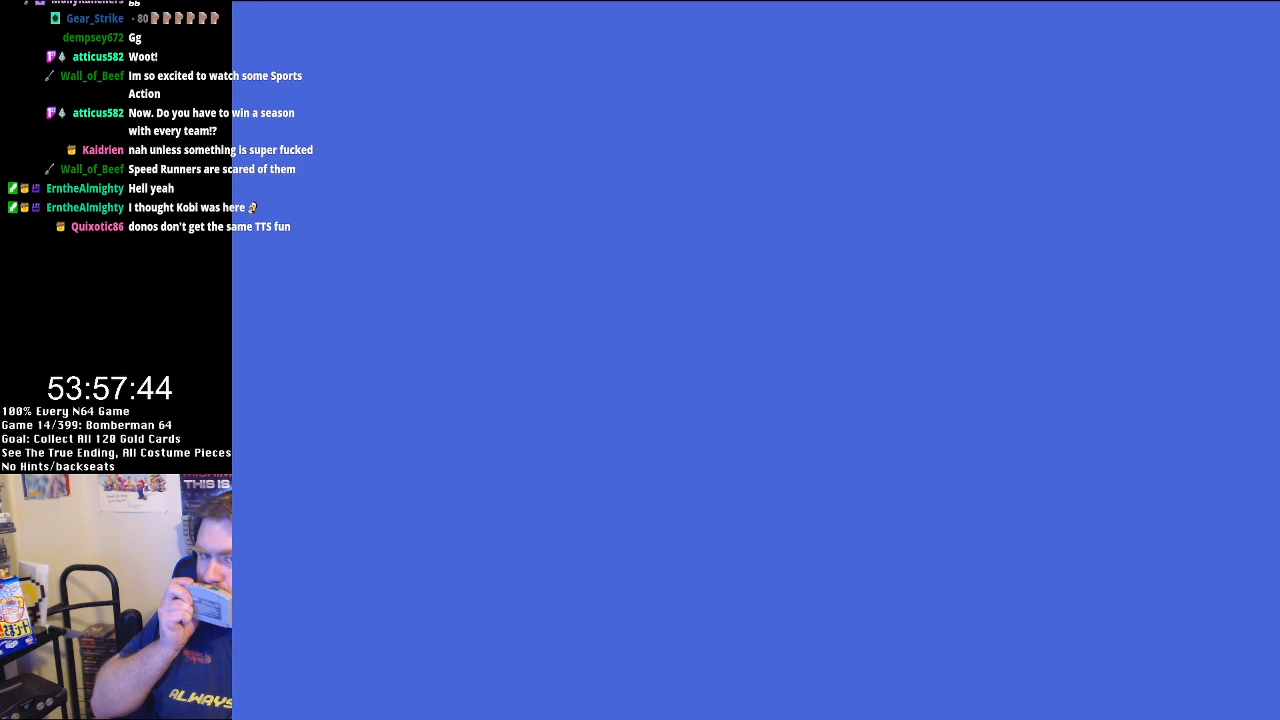 Gear_Strike - 80
dempsey672 Gg
atticus582 Woot!
Wall_of_Beef Im so excited to watch some Sports
Action
atticus582 Now. Do you have to win a season
with every team!?
Kaidrien nah unless something is super fucked
Wall_of_Beef Speed Runners are scared of them
ErntheAlmighty Hell yeah
ErntheAlmighty I thought Kobi was here
Quixotic86 donos don't get the same TTS fun
53:57:44
100% Every N64 Game
Game 14/399: Bomberman 64
Goal: Collect All 120 Gold Cards
See The True Ending, All Costume Pieces
No Hints/backseats
THIS IS
ALWAYS